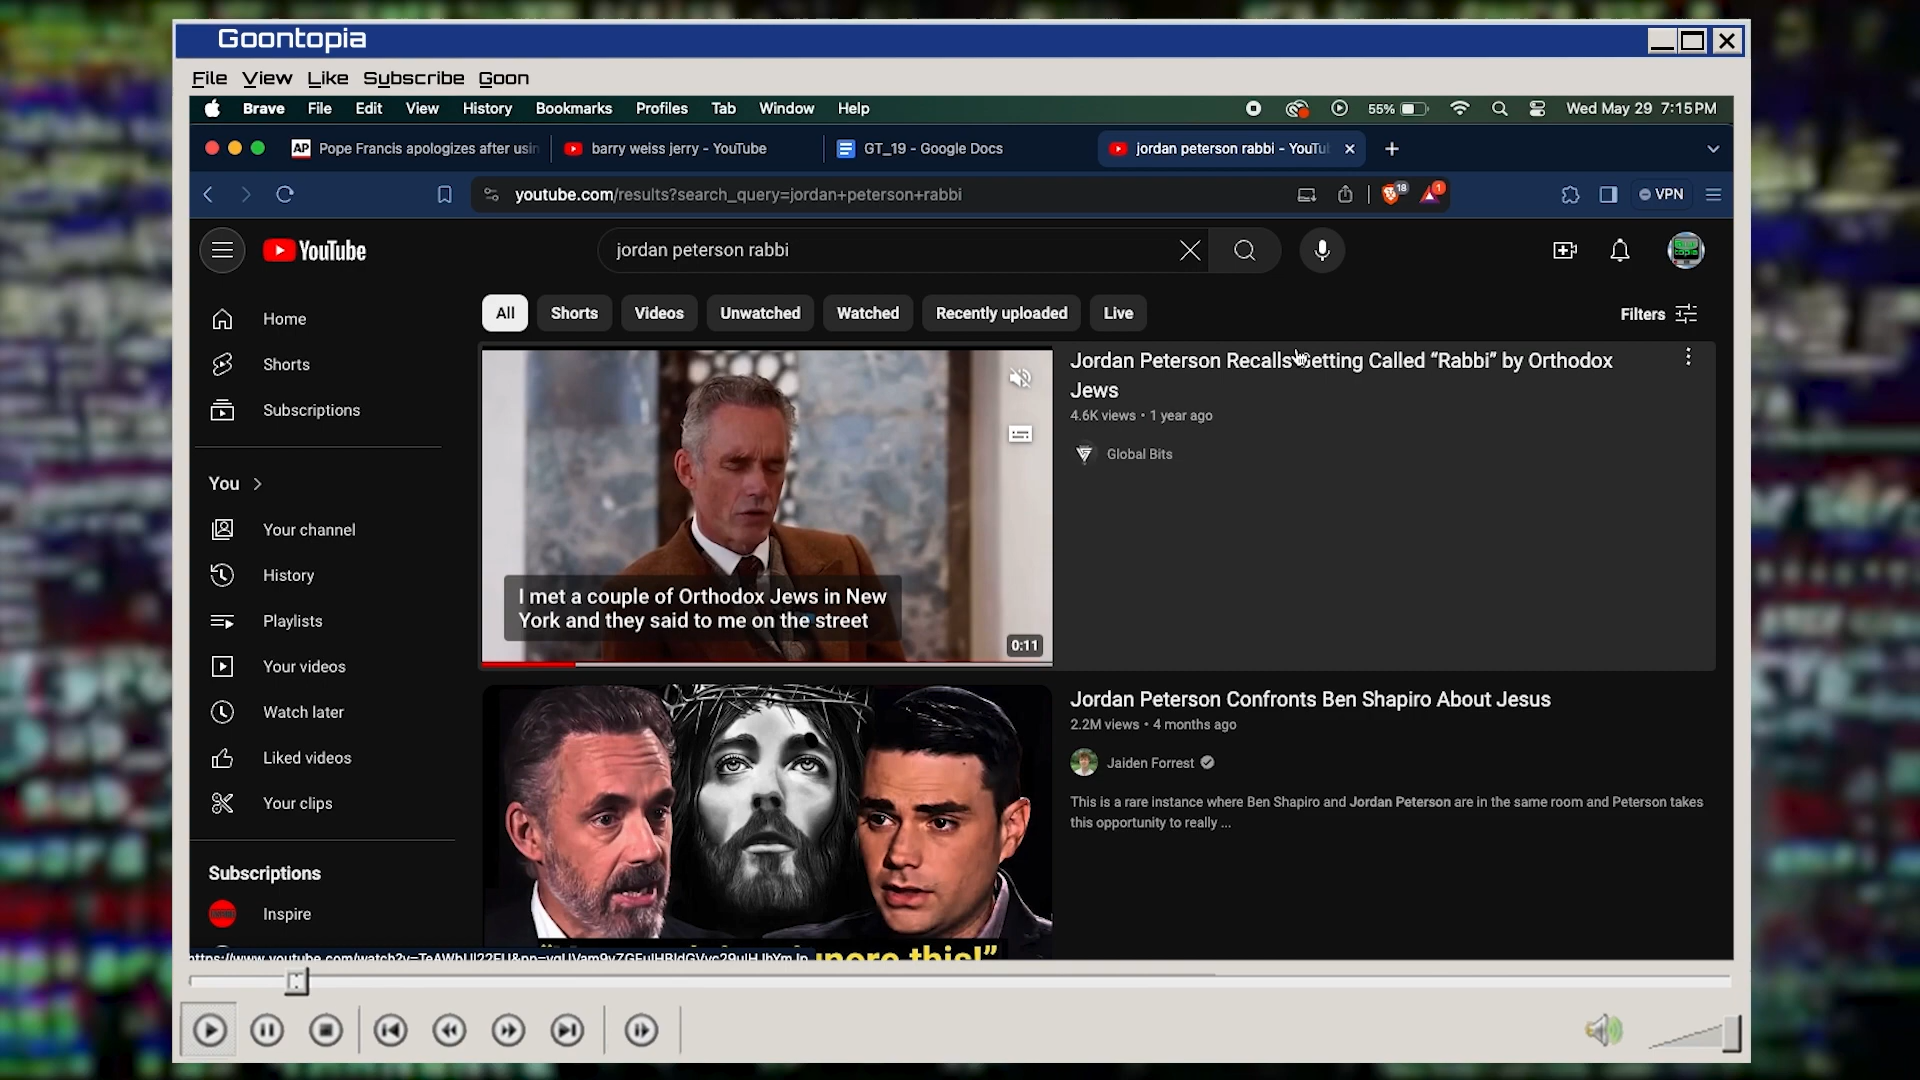 Goontopia
File View Like Subscribe Goon
Brave File Edit View History Bookmarks Profiles Tab Window Help
55% Wed May 29 7:15 PM
AP Pope Francis apologizes after usin
barry weiss jerry - YouTube
GT_19 - Google Docs
jordan peterson rabbi - YouTu
youtube.com/results?search_query=jordan+peterson+rabbi
18
1
VPN
YouTube
jordan peterson rabbi
Home
Shorts
Subscriptions
You
Your channel
History
Playlists
Your videos
Watch later
Liked videos
Your clips
Subscriptions
Inspire
All Shorts Videos Unwatched Watched Recently uploaded Live
Filters
I met a couple of Orthodox Jews in New
York and they said to me on the street
0:11
Jordan Peterson Recalls Getting Called “Rabbi” by Orthodox
Jews
4.6K views • 1 year ago
Global Bits
Jordan Peterson Confronts Ben Shapiro About Jesus
2.2M views • 4 months ago
Jaiden Forrest
This is a rare instance where Ben Shapiro and Jordan Peterson are in the same room and Peterson takes
this opportunity to really ...
this!”